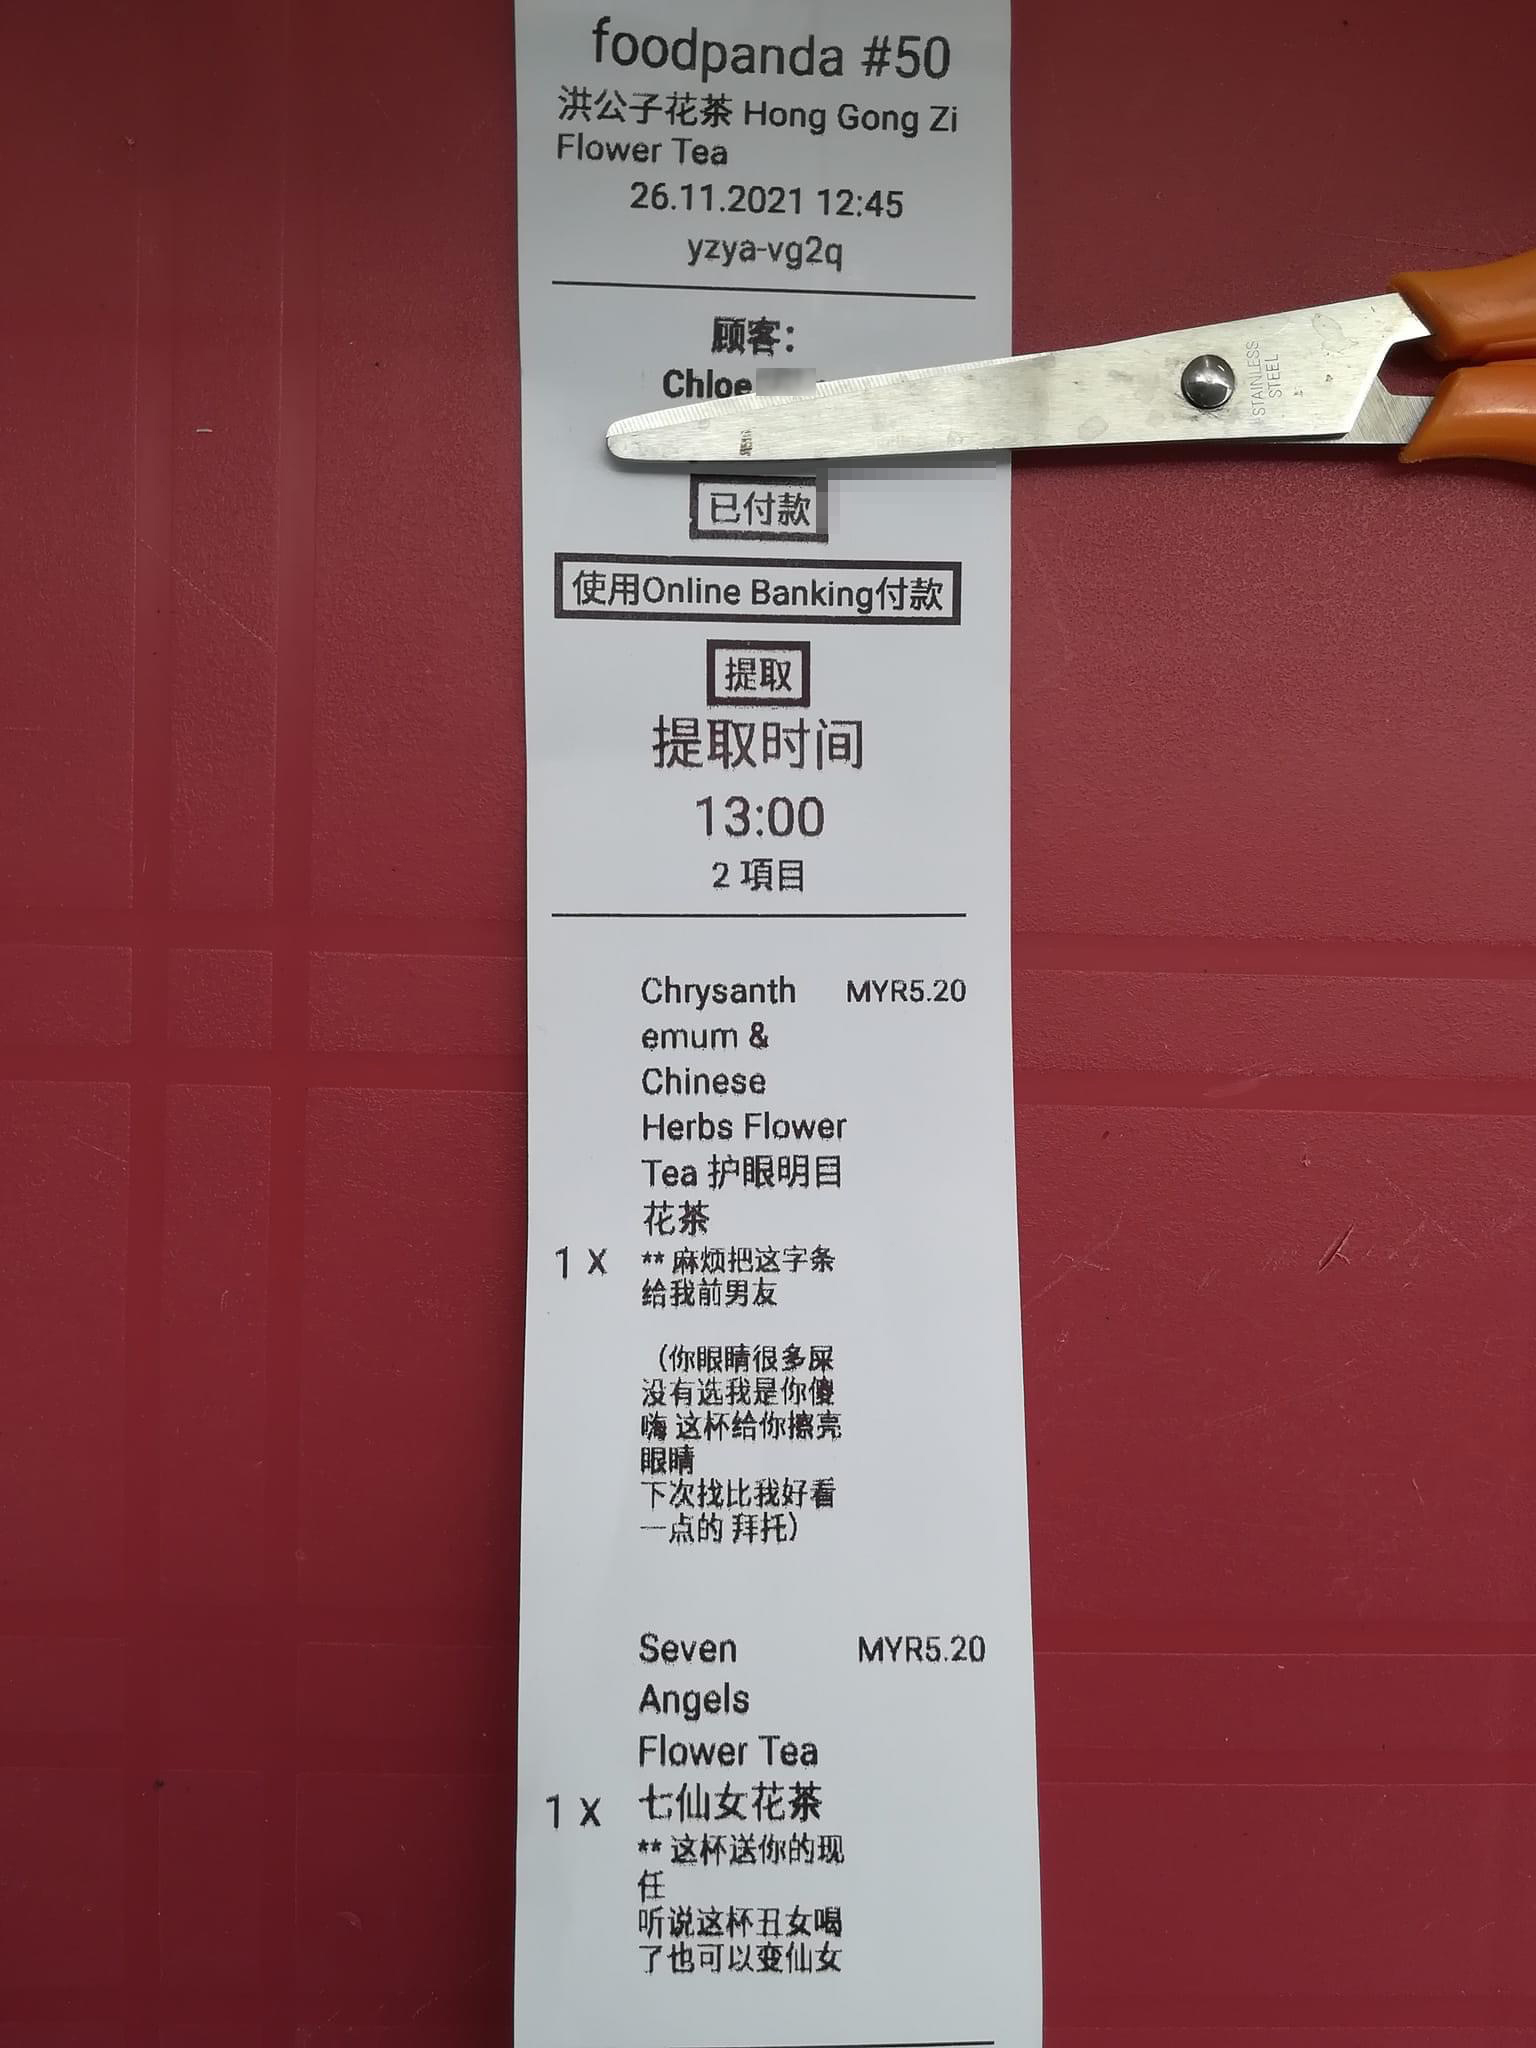 foodpanda #50
洪公子花茶 Hong Gong Zi
Flower Tea
26.11.2021 12:45
yzya-vg2q
顾客：
Chloe
STAINLESS
STEEL
已付款
使用Online Banking付款
提取
提取时间
13:00
2 項目
Chrysanth MYR5.20
emum &
Chinese
Herbs Flower
Tea 护眼明目
花茶
1 X ** 麻烦把这字条
给我前男友
（你眼睛很多屎
没有选我是你傻
嗨 这杯给你擦亮
眼睛
下次找比我好看
一点的 拜托）
Seven MYR5.20
Angels
Flower Tea
1 X 七仙女花茶
** 这杯送你的现
任
听说这杯丑女喝
了也可以变仙女